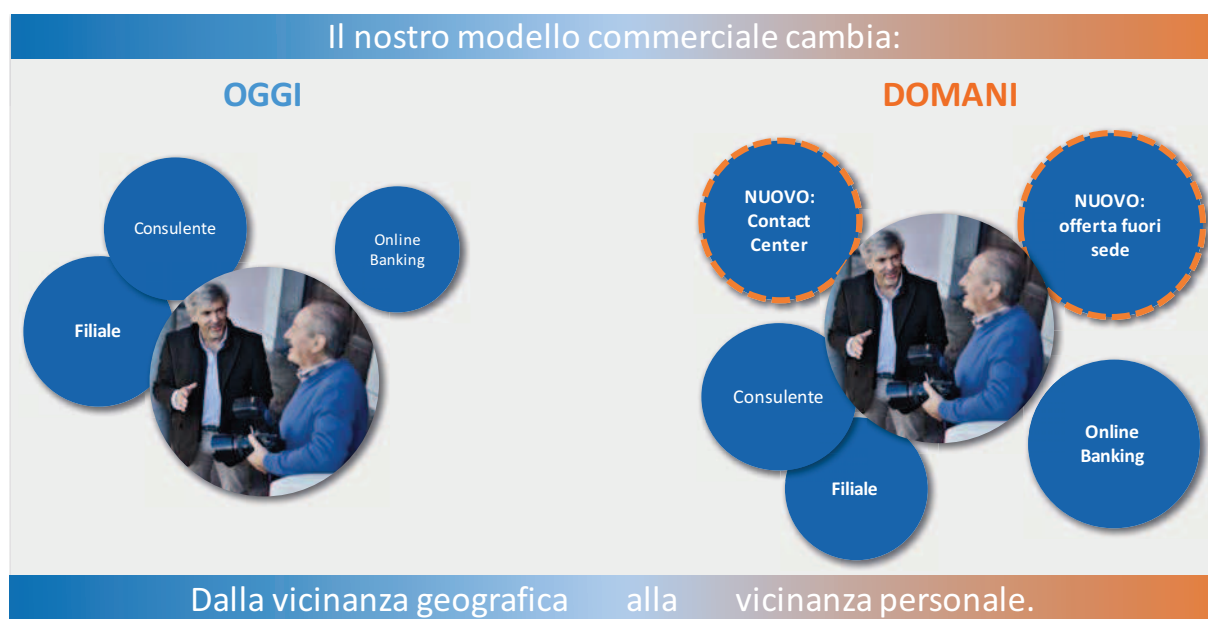 Il nostro modello commerciale cambia:
OGGI
DOMANI
Consulente
Online
Banking
Filiale
NUOVO:
Contact
Center
NUOVO:
offerta fuori
sede
Consulente
Online
Banking
Filiale
Dalla vicinanza geografica alla vicinanza personale.